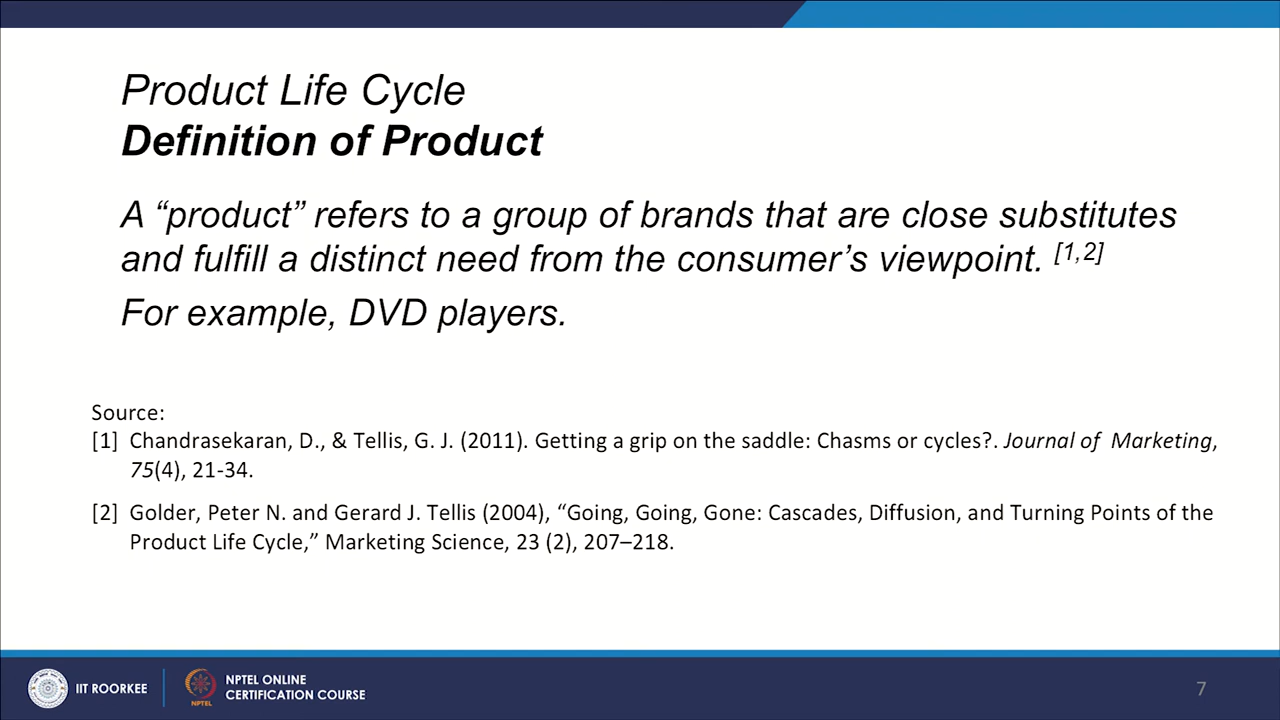 Product Life Cycle
Definition of Product
A “product” refers to a group of brands that are close substitutes
and fulfill a distinct need from the consumer’s viewpoint. [1,2]
For example, DVD players.
Source:
[1] Chandrasekaran, D., & Tellis, G. J. (2011). Getting a grip on the saddle: Chasms or cycles?. Journal of Marketing,
75(4), 21-34.
[2] Golder, Peter N. and Gerard J. Tellis (2004), “Going, Going, Gone: Cascades, Diffusion, and Turning Points of the
Product Life Cycle,” Marketing Science, 23 (2), 207–218.
IIT ROORKEE
NPTEL
NPTEL ONLINE
CERTIFICATION COURSE
7